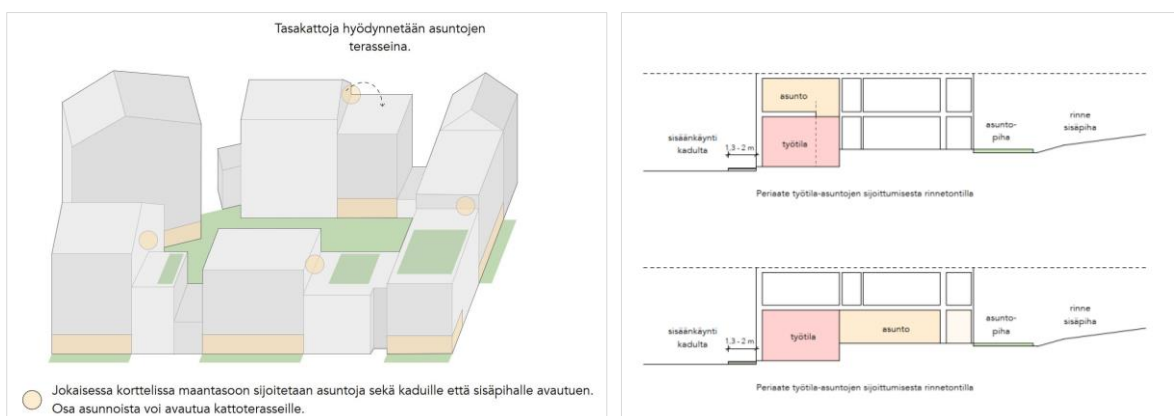 Tasakattoja hyödynnetään asuntojen
terasseina.
Jokaisessa korttelissa maantasoon sijoitetaan asuntoja sekä kaduille että sisäpihalle avautuen.
Osa asunnoista voi avautua kattoterasseille.
asunto
sisäänkäynti
kadulta
1,3 - 2 m
työtila
asunto-
piha
rinne
sisäpiha
Periaate työtila-asuntojen sijoittumisesta rinnetontilla
sisäänkäynti
kadulta
1,3 - 2 m
työtila
asunto
asunto-
piha
rinne
sisäpiha
Periaate työtila-asuntojen sijoittumisesta rinnetontilla